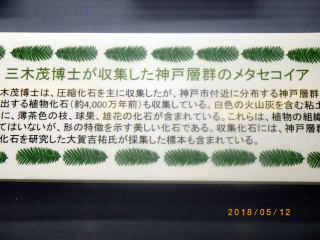 三木茂博士が収集した神戸層群のメタセコイア
木茂博士は、圧縮化石を主に収集したが、神戸市付近に分布する神戸層群
出する植物化石(約4,000万年前)も収集している。白色の火山灰を含む粘土
に、薄茶色の枝、球果、雄花の化石が含まれている。これらは、植物の組織
てはいないが、形の特徴を示す美しい化石である。収集化石には、神戸層群
化石を研究した大賀吉祐氏が採集した標本も含まれている。
2018/05/12